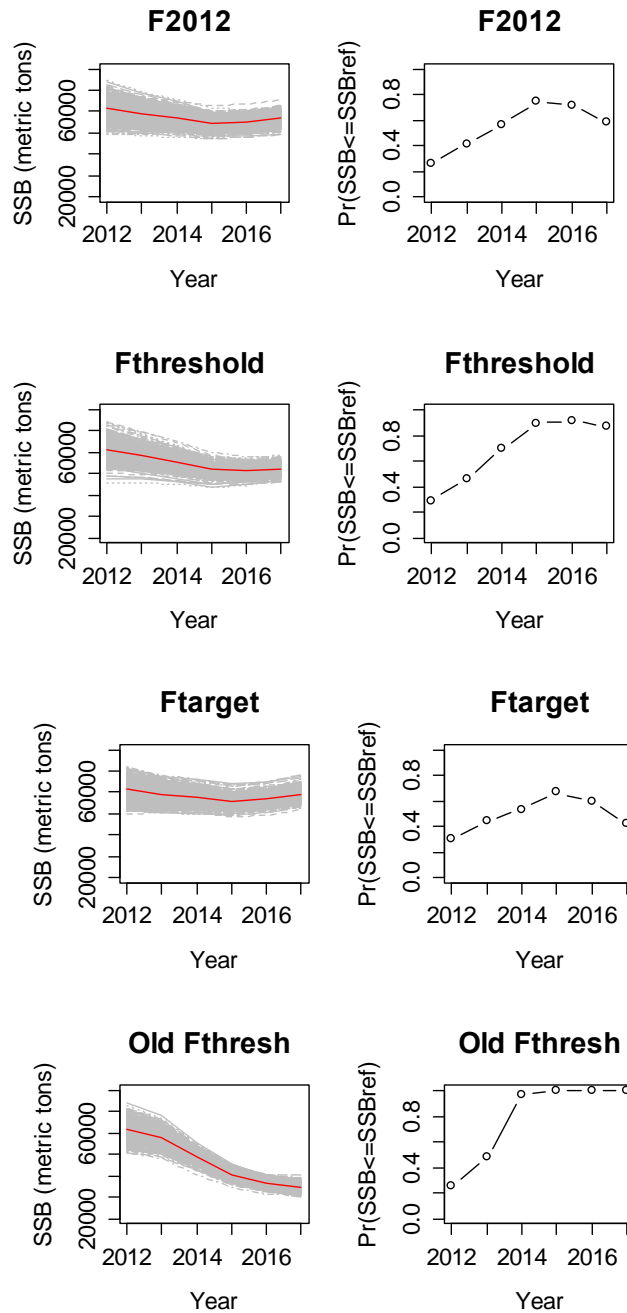 F2012
SSB (metric tons)
20000 60000
2012 2014 2016
Year
F2012
Pr(SSB<=SSBref)
0.0 0.4 0.8
2012 2014 2016
Year
Fthreshold
SSB (metric tons)
20000 60000
2012 2014 2016
Year
Fthreshold
Pr(SSB<=SSBref)
0.0 0.4 0.8
2012 2014 2016
Year
Ftarget
SSB (metric tons)
20000 60000
2012 2014 2016
Year
Ftarget
Pr(SSB<=SSBref)
0.0 0.4 0.8
2012 2014 2016
Year
Old Fthresh
SSB (metric tons)
20000 60000
2012 2014 2016
Year
Old Fthresh
Pr(SSB<=SSBref)
0.0 0.4 0.8
2012 2014 2016
Year